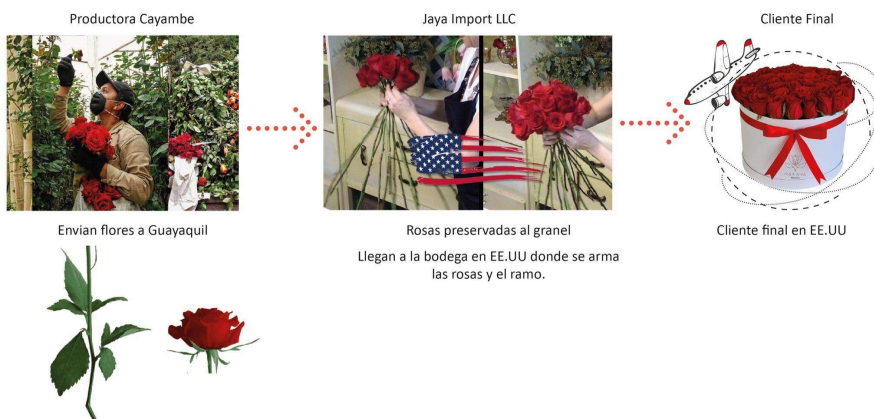 Productora Cayambe
Jaya Import LLC
Cliente Final
Envian flores a Guayaquil
Rosas preservadas al granel
Cliente final en EE.UU
Llegan a la bodega en EE.UU donde se arma
las rosas y el ramo.